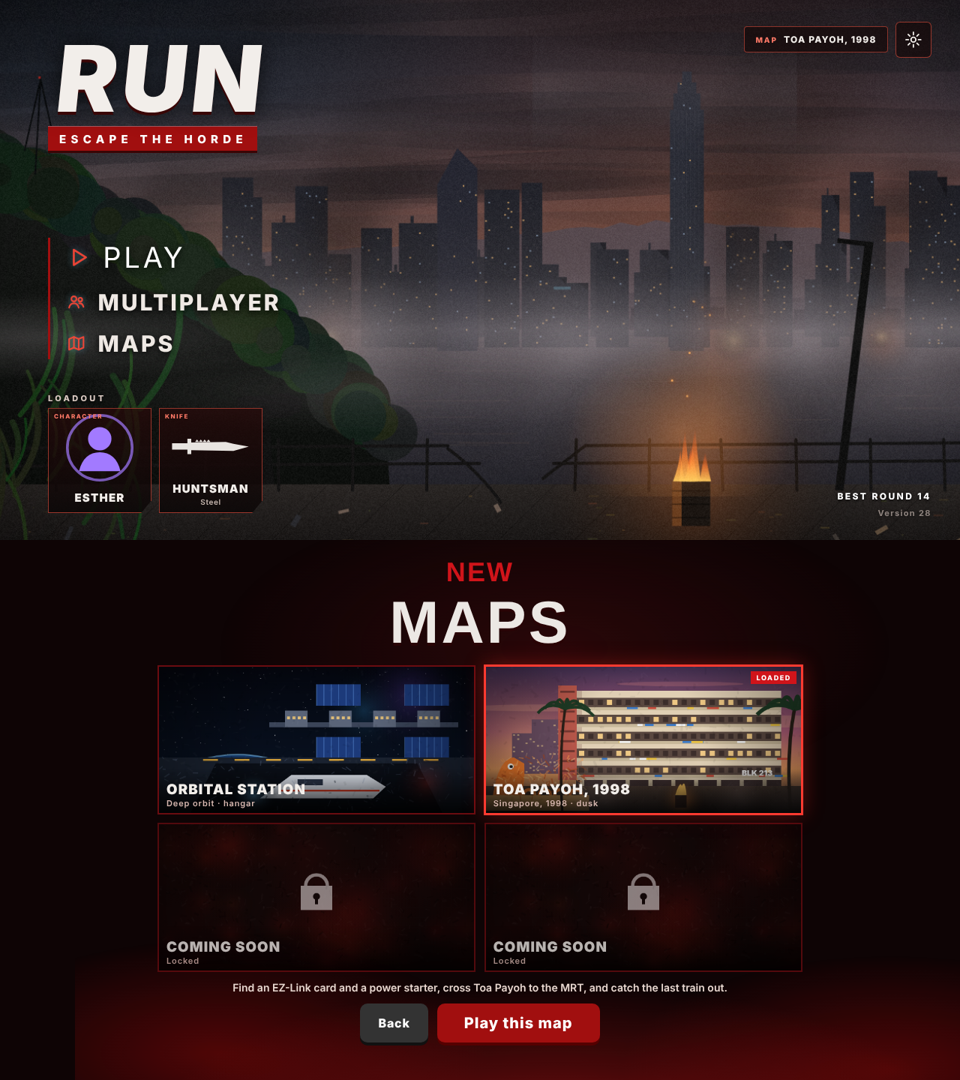 RUN
ESCAPE THE HORDE
MAP TOA PAYOH, 1998
PLAY
MULTIPLAYER
MAPS
LOADOUT
CHARACTER
ESTHER
KNIFE
HUNTSMAN
Steel
BEST ROUND 14
Version 28
NEW
MAPS
ORBITAL STATION
Deep orbit · hangar
LOADED
BLK 215
TOA PAYOH, 1998
Singapore, 1998 · dusk
COMING SOON
Locked
COMING SOON
Locked
Find an EZ-Link card and a power starter, cross Toa Payoh to the MRT, and catch the last train out.
Back
Play this map